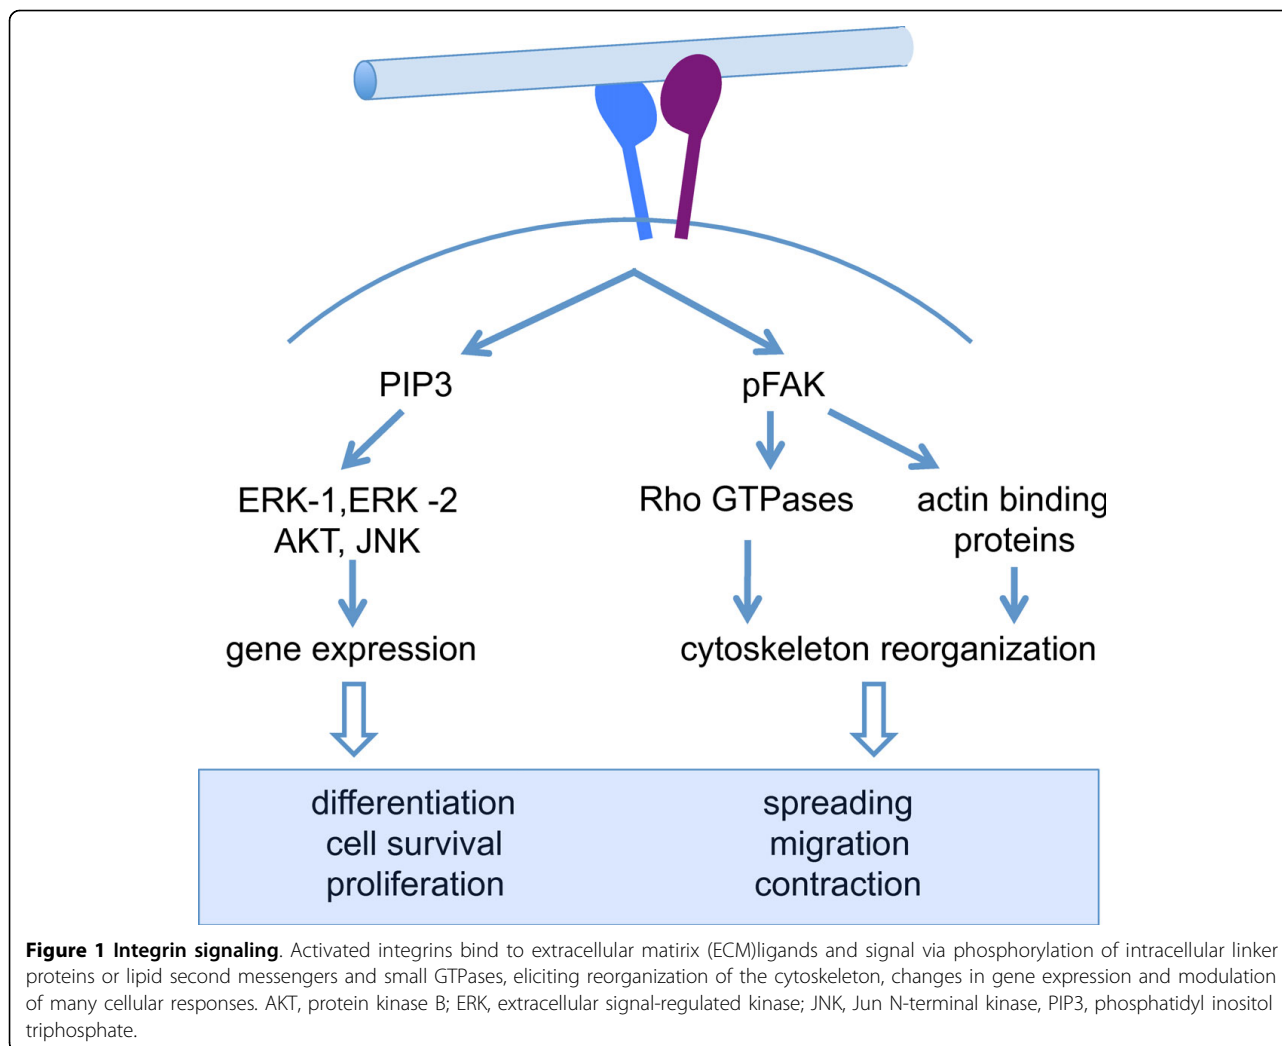 PIP3
pFAK
ERK-1,ERK -2
AKT, JNK
Rho GTPases
actin binding
proteins
gene expression
cytoskeleton reorganization
differentiation
cell survival
proliferation
spreading
migration
contraction
Figure 1 Integrin signaling. Activated integrins bind to extracellular matirix (ECM)ligands and signal via phosphorylation of intracellular linker
proteins or lipid second messengers and small GTPases, eliciting reorganization of the cytoskeleton, changes in gene expression and modulation
of many cellular responses. AKT, protein kinase B; ERK, extracellular signal-regulated kinase; JNK, Jun N-terminal kinase, PIP3, phosphatidyl inositol
triphosphate.